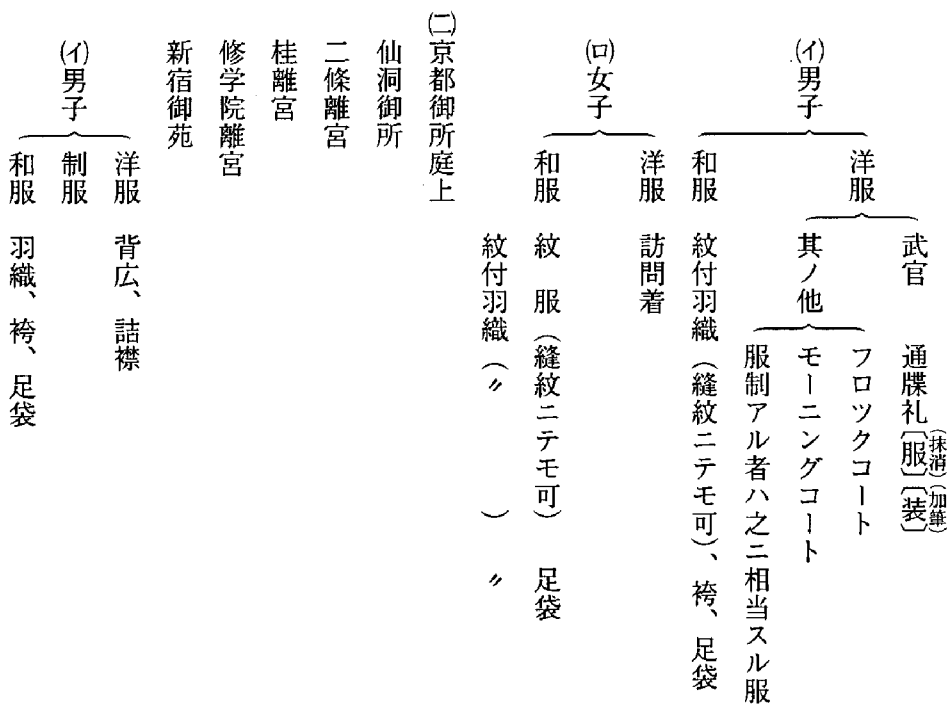 (イ)男子
洋服
武官 通牒礼〔服〕〔装〕
(抹消)(加筆)
其ノ他
フロツクコート
モーニングコート
服制アル者ハ之ニ相当スル服
和服 紋付羽織(縫紋ニテモ可)、袴、足袋
(ロ)女子
洋服 訪問着
和服 紋 服(縫紋ニテモ可) 足袋
紋付羽織(〃 ) 〃
(二)京都御所庭上
仙洞御所
二條離宮
桂離宮
修学院離宮
新宿御苑
(イ)男子
洋服 背広、詰襟
制服
和服 羽織、袴、足袋